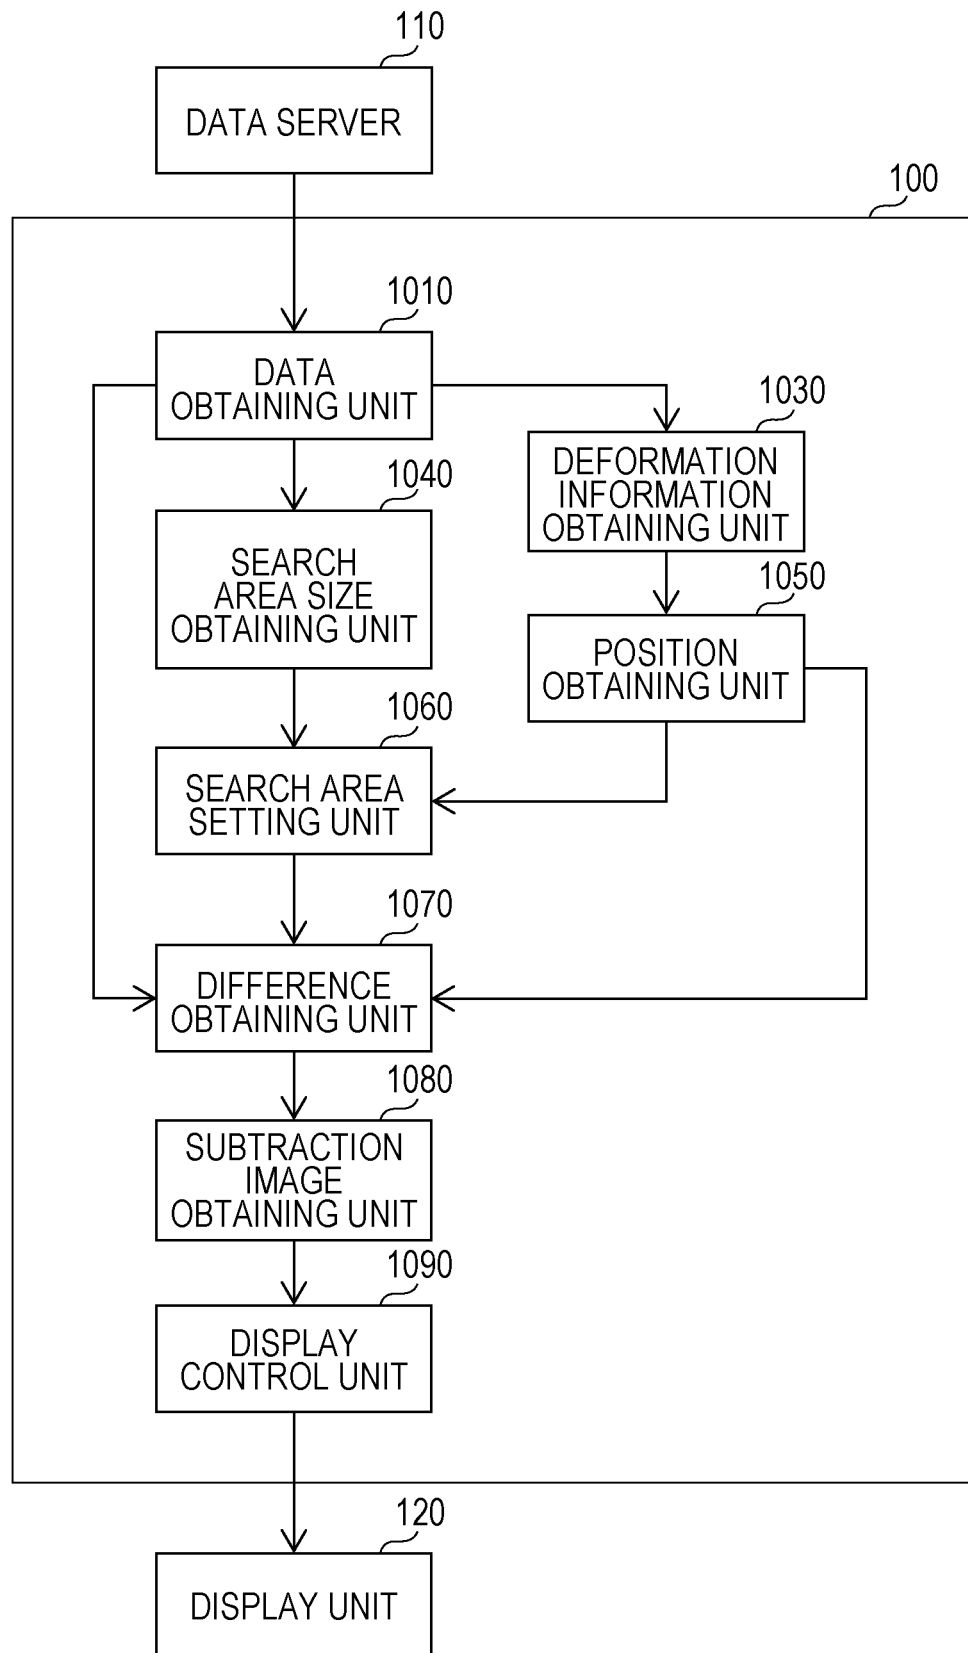 110
DATA SERVER
100
1010
DATA
OBTAINING UNIT
1030
DEFORMATION
INFORMATION
OBTAINING UNIT
1040
SEARCH
AREA SIZE
OBTAINING UNIT
1050
POSITION
OBTAINING UNIT
1060
SEARCH AREA
SETTING UNIT
1070
DIFFERENCE
OBTAINING UNIT
1080
SUBTRACTION
IMAGE
OBTAINING UNIT
1090
DISPLAY
CONTROL UNIT
120
DISPLAY UNIT